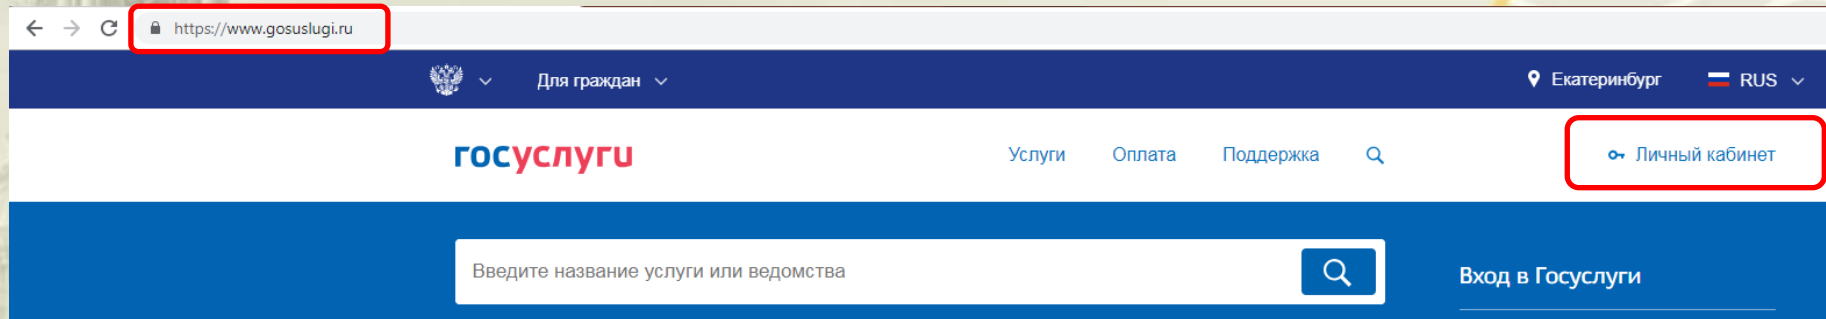 https://www.gosuslugi.ru
Для граждан
Екатеринбург
RUS
госуслуги
Услуги
Оплата
Поддержка
Личный кабинет
Введите название услуги или ведомства
Вход в Госуслуги